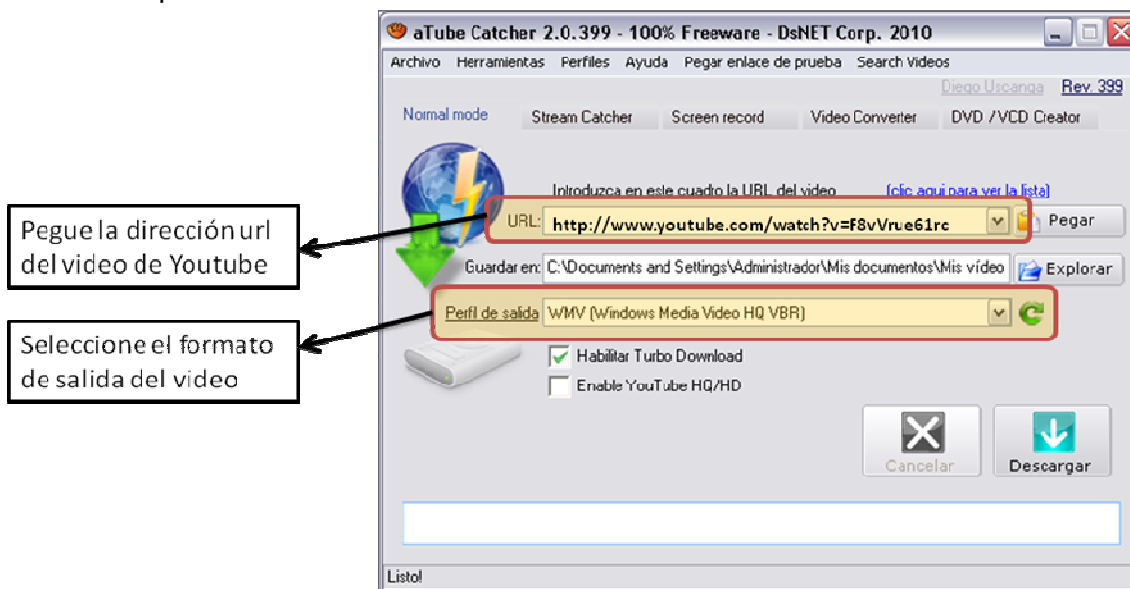 aTube Catcher 2.0.399 - 100% Freeware - DsNET Corp. 2010
Archivo Herramientas Perfiles Ayuda Pegar enlace de prueba Search Videos
Diego Uscanga Rev. 399
Normal mode Stream Catcher Screen record Video Converter DVD / VCD Creator
Introduzca en este cuadro la URL del video (clic aqui para ver la lista)
URL: http://www.youtube.com/watch?v=F8vVrue61rc Pegar
Pegue la dirección url
del video de Youtube
Guardar en: C:\Documents and Settings\Administrador\Mis documentos\Mis vídeo Explorar
Perfil de salida WMV (Windows Media Video HQ VBR)
Seleccione el formato
de salida del video
Habilitar Turbo Download
Enable YouTube HQ/HD
Cancelar Descargar
Listo!